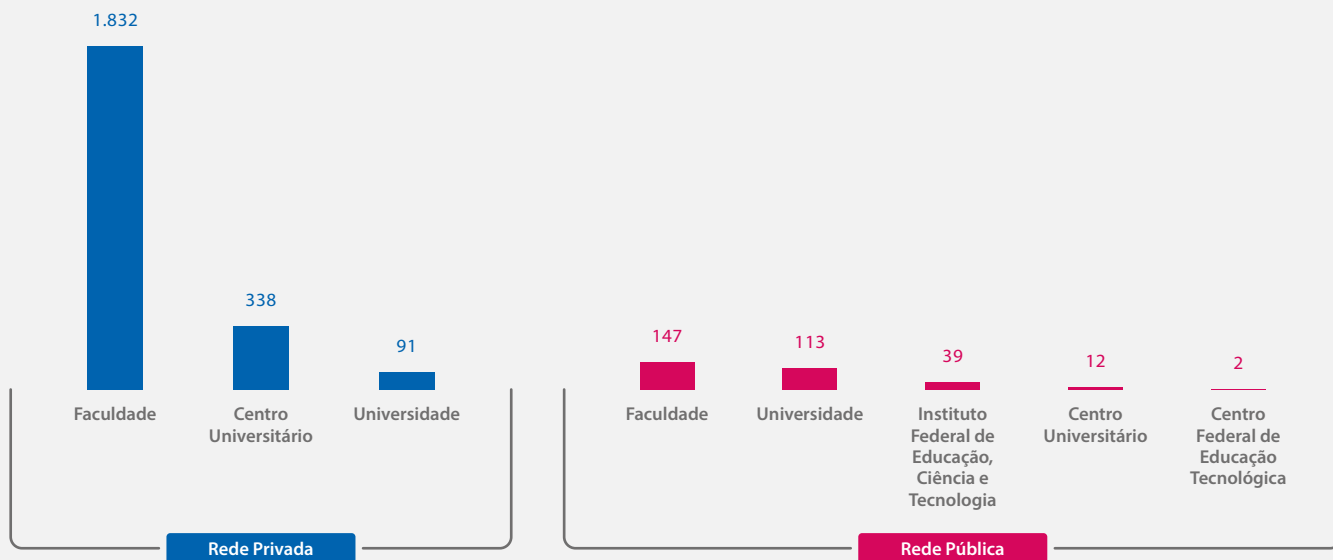 1.832
338
91
Faculdade
Centro
Universitário
Universidade
Rede Privada
147
113
39
12
2
Faculdade
Universidade
Instituto
Federal de
Educação,
Ciência e
Tecnologia
Centro
Universitário
Centro
Federal de
Educação
Tecnológica
Rede Pública